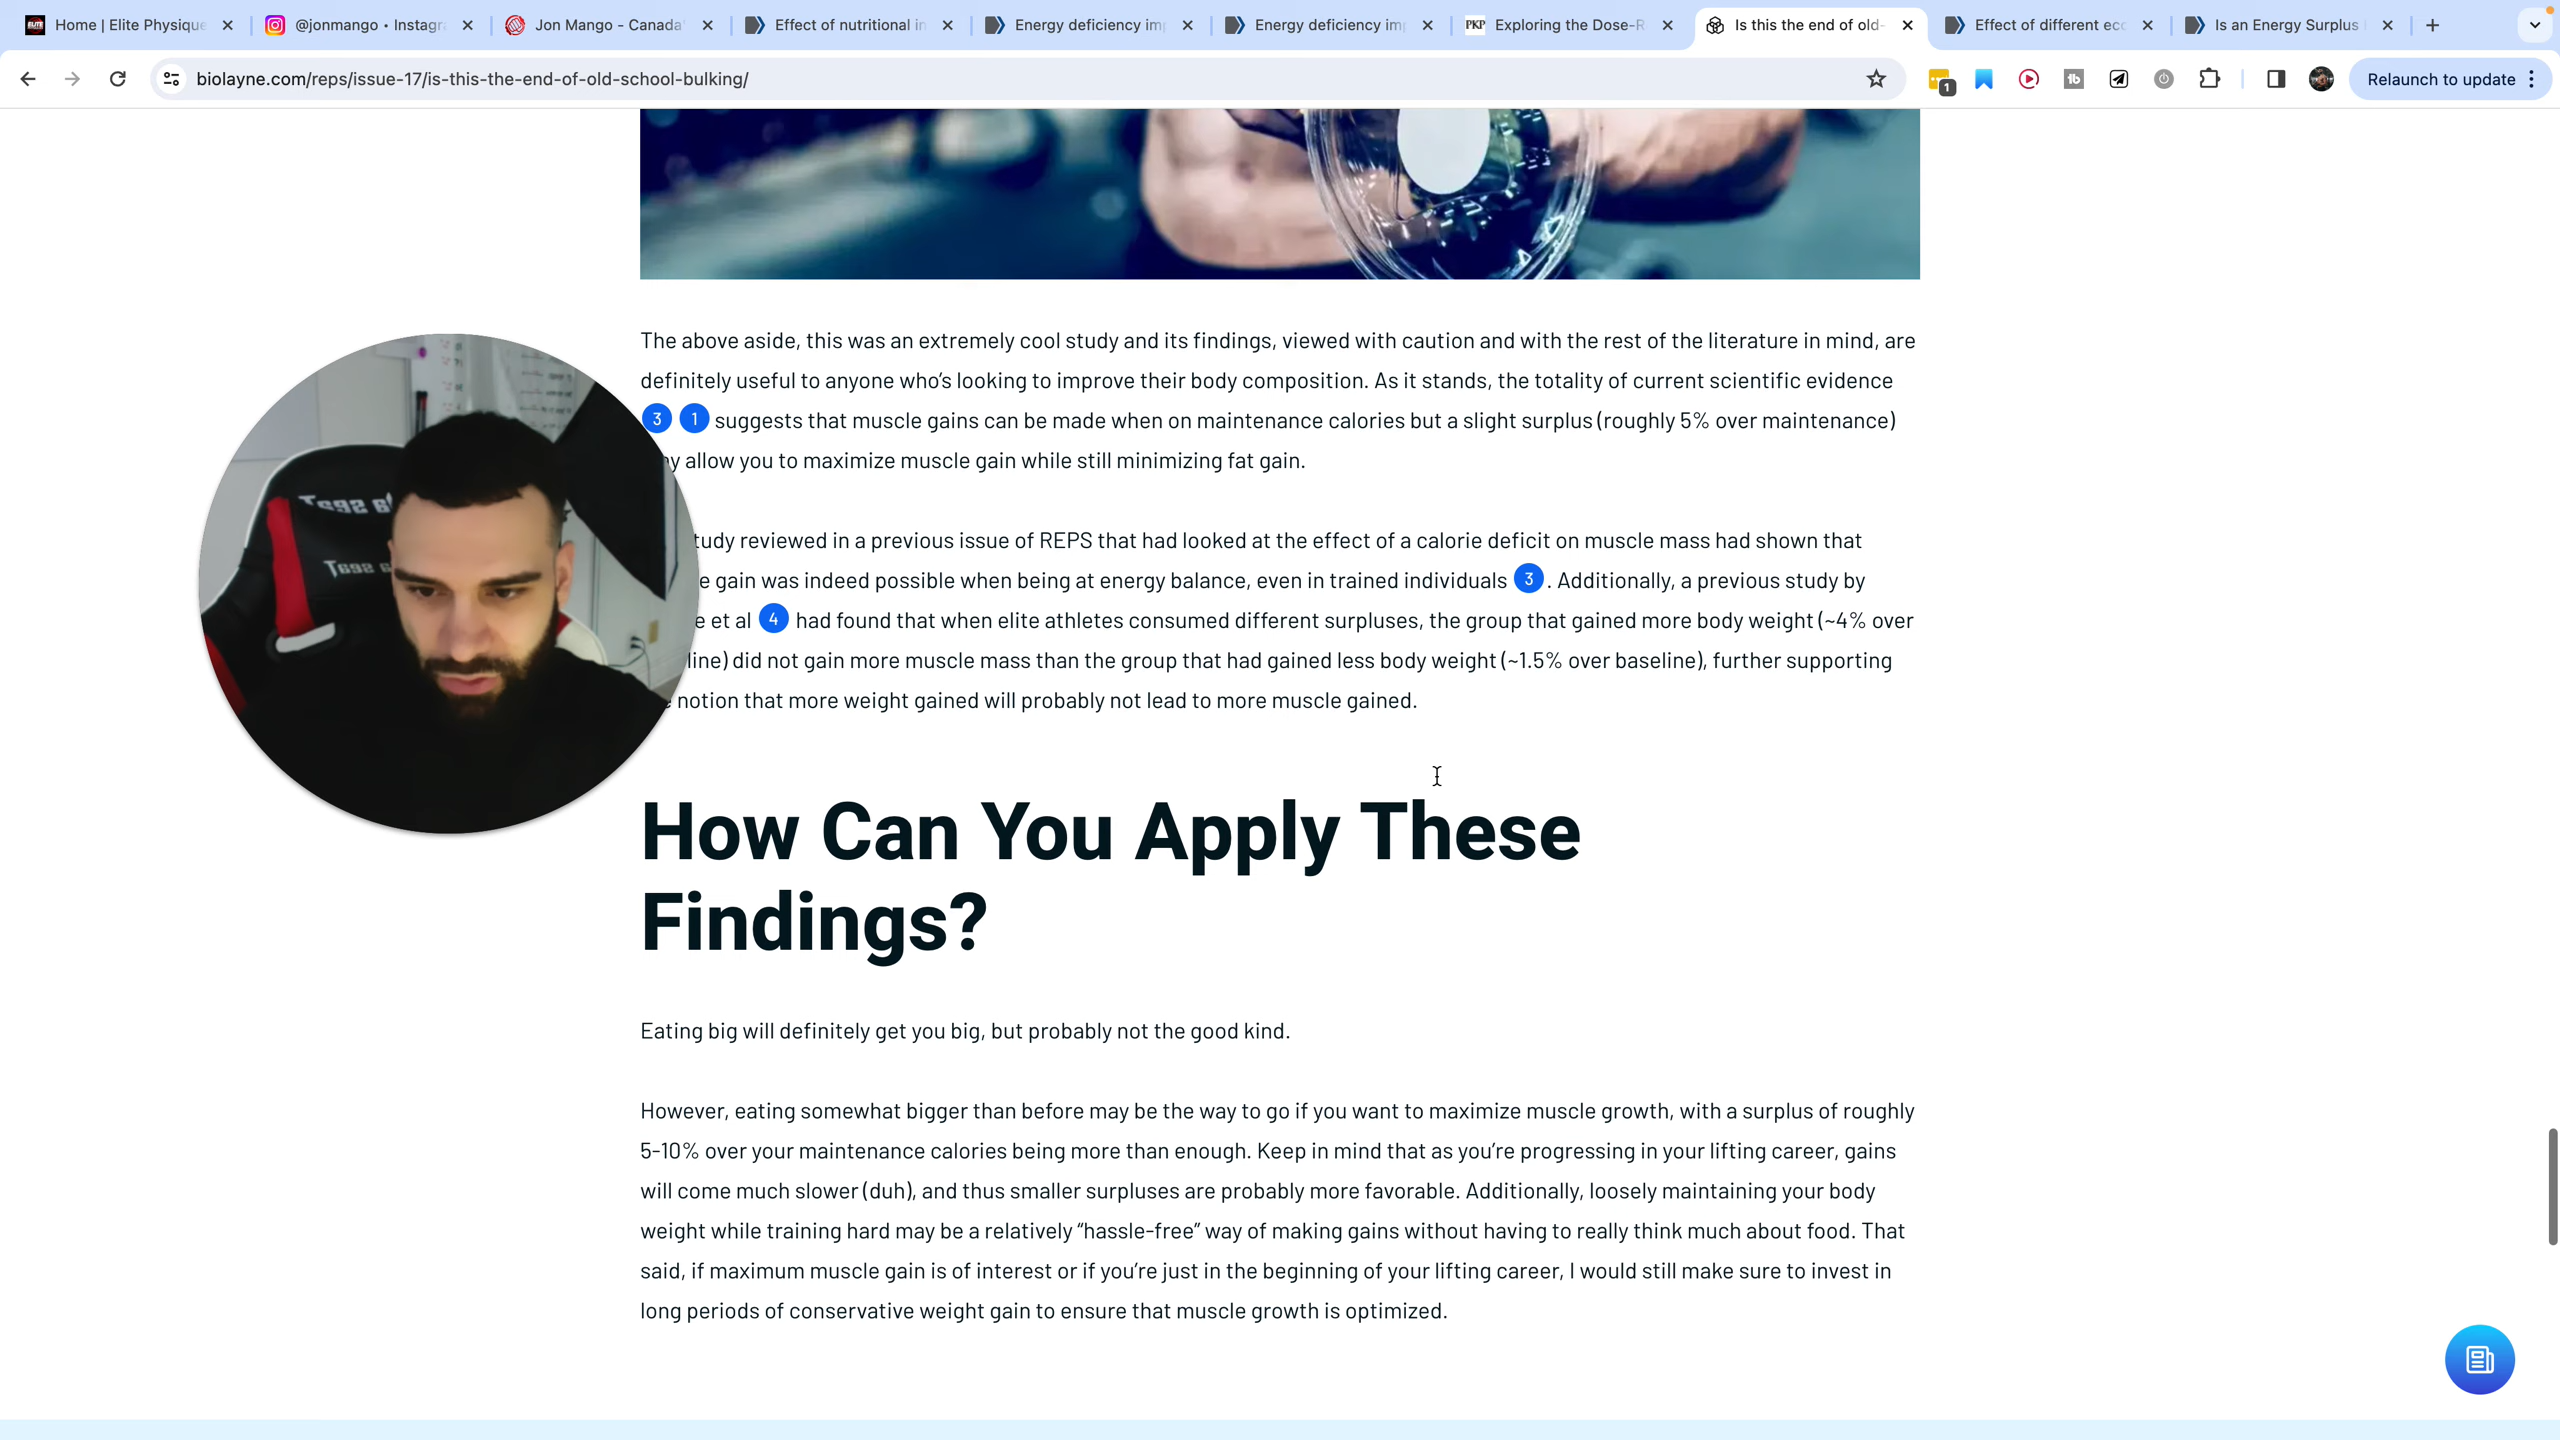 Home | Elite Physique
@jonmango • Instagr
Jon Mango - Canada'
Effect of nutritional in
Energy deficiency im
Energy deficiency im
PKP Exploring the Dose-R
Is this the end of old-
Effect of different ec
Is an Energy Surplus
biolayne.com/reps/issue-17/is-this-the-end-of-old-school-bulking/
1
tb
Relaunch to update
The above aside, this was an extremely cool study and its findings, viewed with caution and with the rest of the literature in mind, are
definitely useful to anyone who's looking to improve their body composition. As it stands, the totality of current scientific evidence
3 1 suggests that muscle gains can be made when on maintenance calories but a slight surplus (roughly 5% over maintenance)
allow you to maximize muscle gain while still minimizing fat gain.
tudy reviewed in a previous issue of REPS that had looked at the effect of a calorie deficit on muscle mass had shown that
e gain was indeed possible when being at energy balance, even in trained individuals 3 . Additionally, a previous study by
e et al 4 had found that when elite athletes consumed different surpluses, the group that gained more body weight (~4% over
line) did not gain more muscle mass than the group that had gained less body weight (~1.5% over baseline), further supporting
notion that more weight gained will probably not lead to more muscle gained.
How Can You Apply These
Findings?
Eating big will definitely get you big, but probably not the good kind.
However, eating somewhat bigger than before may be the way to go if you want to maximize muscle growth, with a surplus of roughly
5-10% over your maintenance calories being more than enough. Keep in mind that as you're progressing in your lifting career, gains
will come much slower (duh), and thus smaller surpluses are probably more favorable. Additionally, loosely maintaining your body
weight while training hard may be a relatively “hassle-free” way of making gains without having to really think much about food. That
said, if maximum muscle gain is of interest or if you're just in the beginning of your lifting career, I would still make sure to invest in
long periods of conservative weight gain to ensure that muscle growth is optimized.